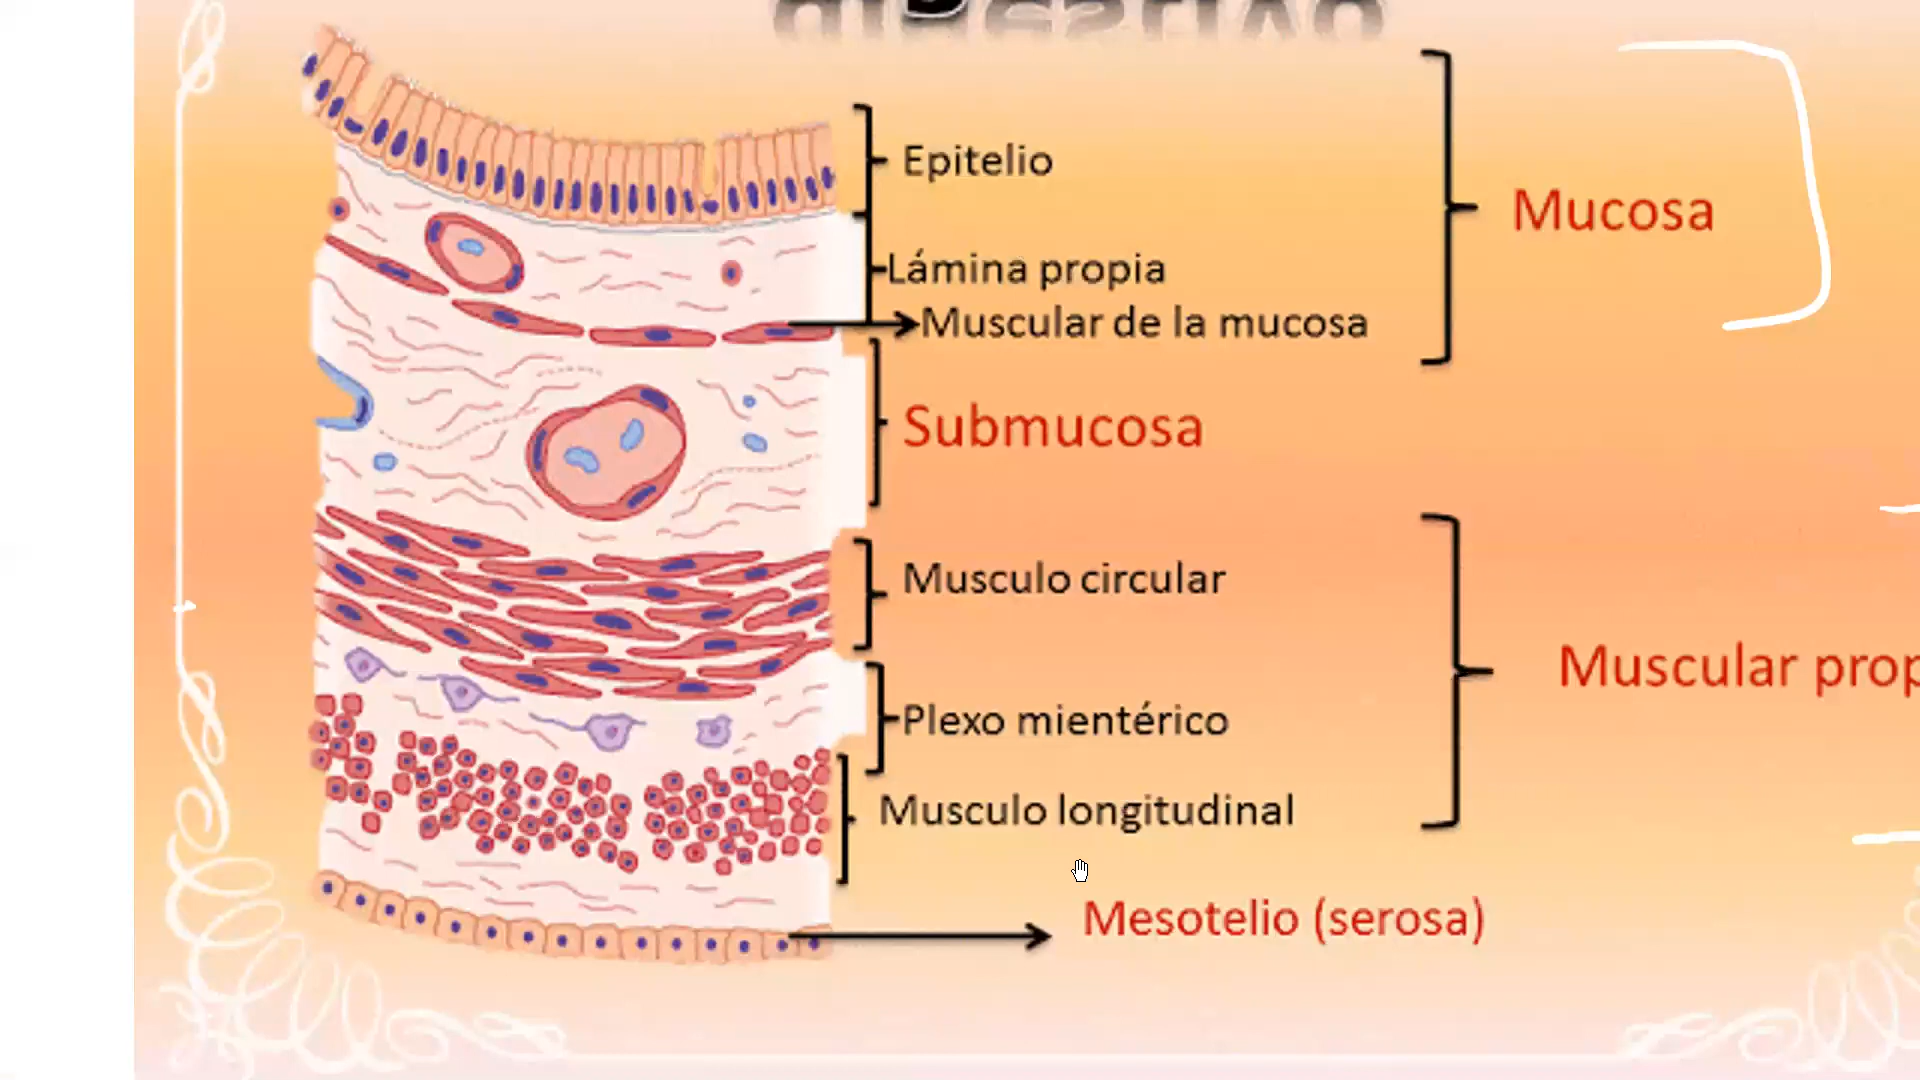 Epitelio
Lámina propia
Muscular de la mucosa
Mucosa
Submucosa
Musculo circular
Plexo mientérico
Musculo longitudinal
Muscular prop
Mesotelio (serosa)